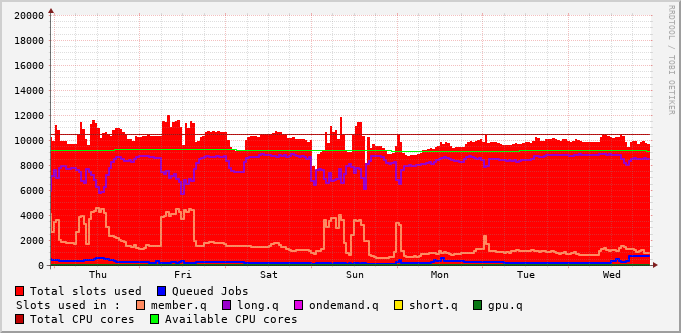 20000
18000
16000
14000
12000
10000
8000
6000
4000
2000
0
Thu Fri Sat Sun Mon Tue Wed
RRDTOOL / TOBI OETIKER
Total slots used Queued Jobs
Slots used in : member.q long.q ondemand.q short.q gpu.q
Total CPU cores Available CPU cores